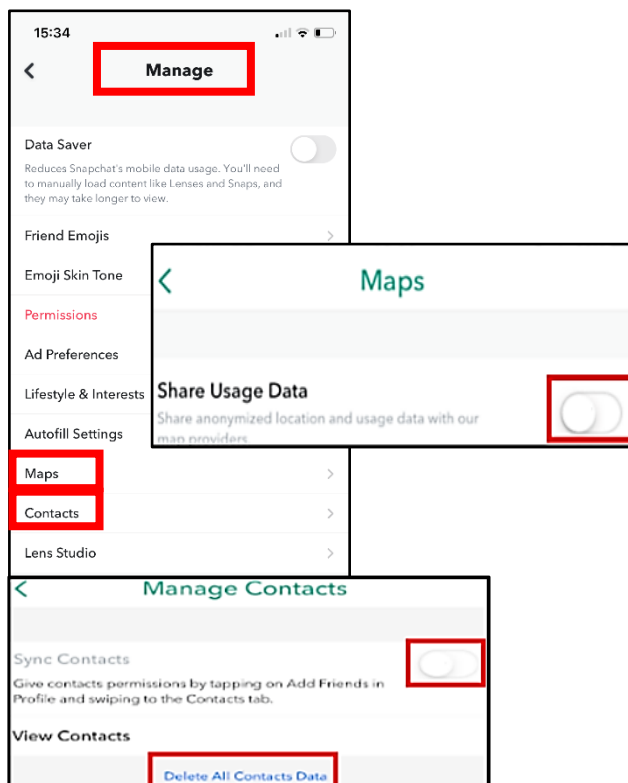 15:34
Manage
Data Saver
Reduces Snapchat's mobile data usage. You'll need
to manually load content like Lenses and Snaps, and
they may take longer to view.
Friend Emojis
Emoji Skin Tone
Permissions
Ad Preferences
Lifestyle & Interests
Autofill Settings
Maps
Contacts
Lens Studio
Maps
Share Usage Data
Share anonymized location and usage data with our
map providers.
Manage Contacts
Sync Contacts
Give contacts permissions by tapping on Add Friends in
Profile and swiping to the Contacts tab.
View Contacts
Delete All Contacts Data